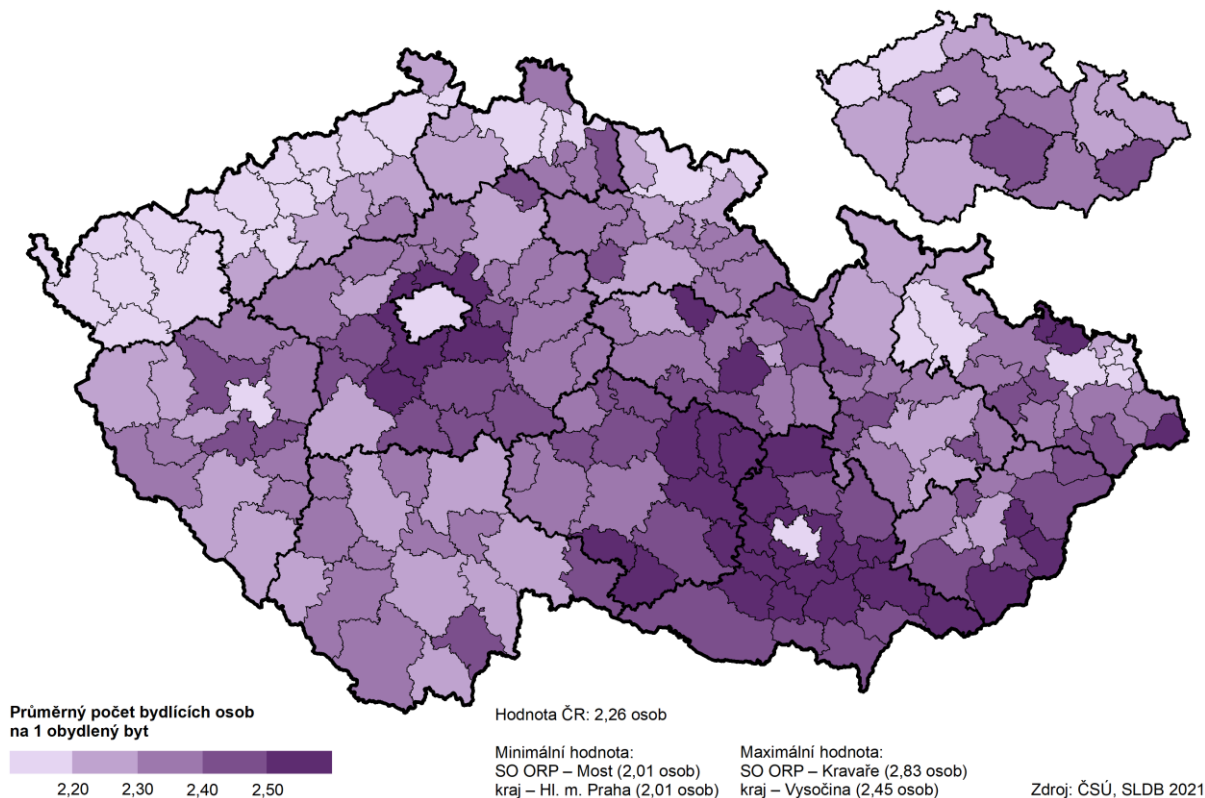 Průměrný počet bydlících osob
na 1 obydlený byt
2,20 2,30 2,40 2,50
Hodnota ČR: 2,26 osob
Minimální hodnota:
SO ORP – Most (2,01 osob)
kraj – Hl. m. Praha (2,01 osob)
Maximální hodnota:
SO ORP – Kravaře (2,83 osob)
kraj – Vysočina (2,45 osob)
Zdroj: ČSÚ, SLDB 2021